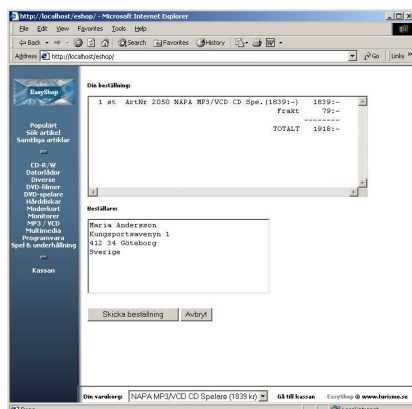 http://localhost/eshop/ - Microsoft Internet Explorer
File Edit View Favorites Tools Help
Back Search Favorites History
Address http://localhost/eshop/ Go Links
EasyShop
Populärt
Sök artikel
Samtliga artiklar
CD-R/W
Datorlådor
Diverse
DVD-filmer
DVD-spelare
Hårddiskar
Moderkort
Monitorer
MP3 / VCD
Multimedia
Programvara
Spel & underhållning
Kassan
Din beställning:
1 st ArtNr 2050 NAPA MP3/VCD CD Spe.(1839:-) 1839:-
Frakt 79:-
--------
TOTALT 1918:-
Beställare:
Maria Andersson
Kungsportsavenyn 1
412 34 Göteborg
Sverige
Skicka beställning Avbryt
Din varukorg: NAPA MP3/VCD CD Spelare (1839 kr) Gå till kassan EasyShop @ www.turismo.se
Local intranet